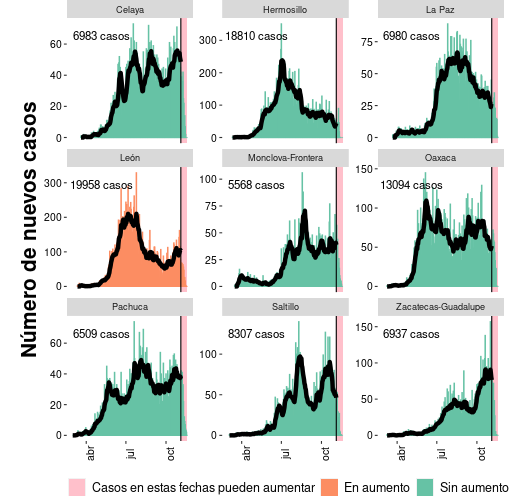 Celaya
Hermosillo
La Paz
6983 casos
18810 casos
6980 casos
60
40
20
0
300
200
100
0
75
50
25
0
León
Monclova-Frontera
Oaxaca
19958 casos
5568 casos
13094 casos
300
200
100
0
100
75
50
25
0
150
100
50
0
Pachuca
Saltillo
Zacatecas-Guadalupe
6509 casos
8307 casos
6937 casos
60
40
20
0
100
50
0
150
100
50
0
abr
jul
oct
abr
jul
oct
abr
jul
oct
Número de nuevos casos
Casos en estas fechas pueden aumentar
En aumento
Sin aumento